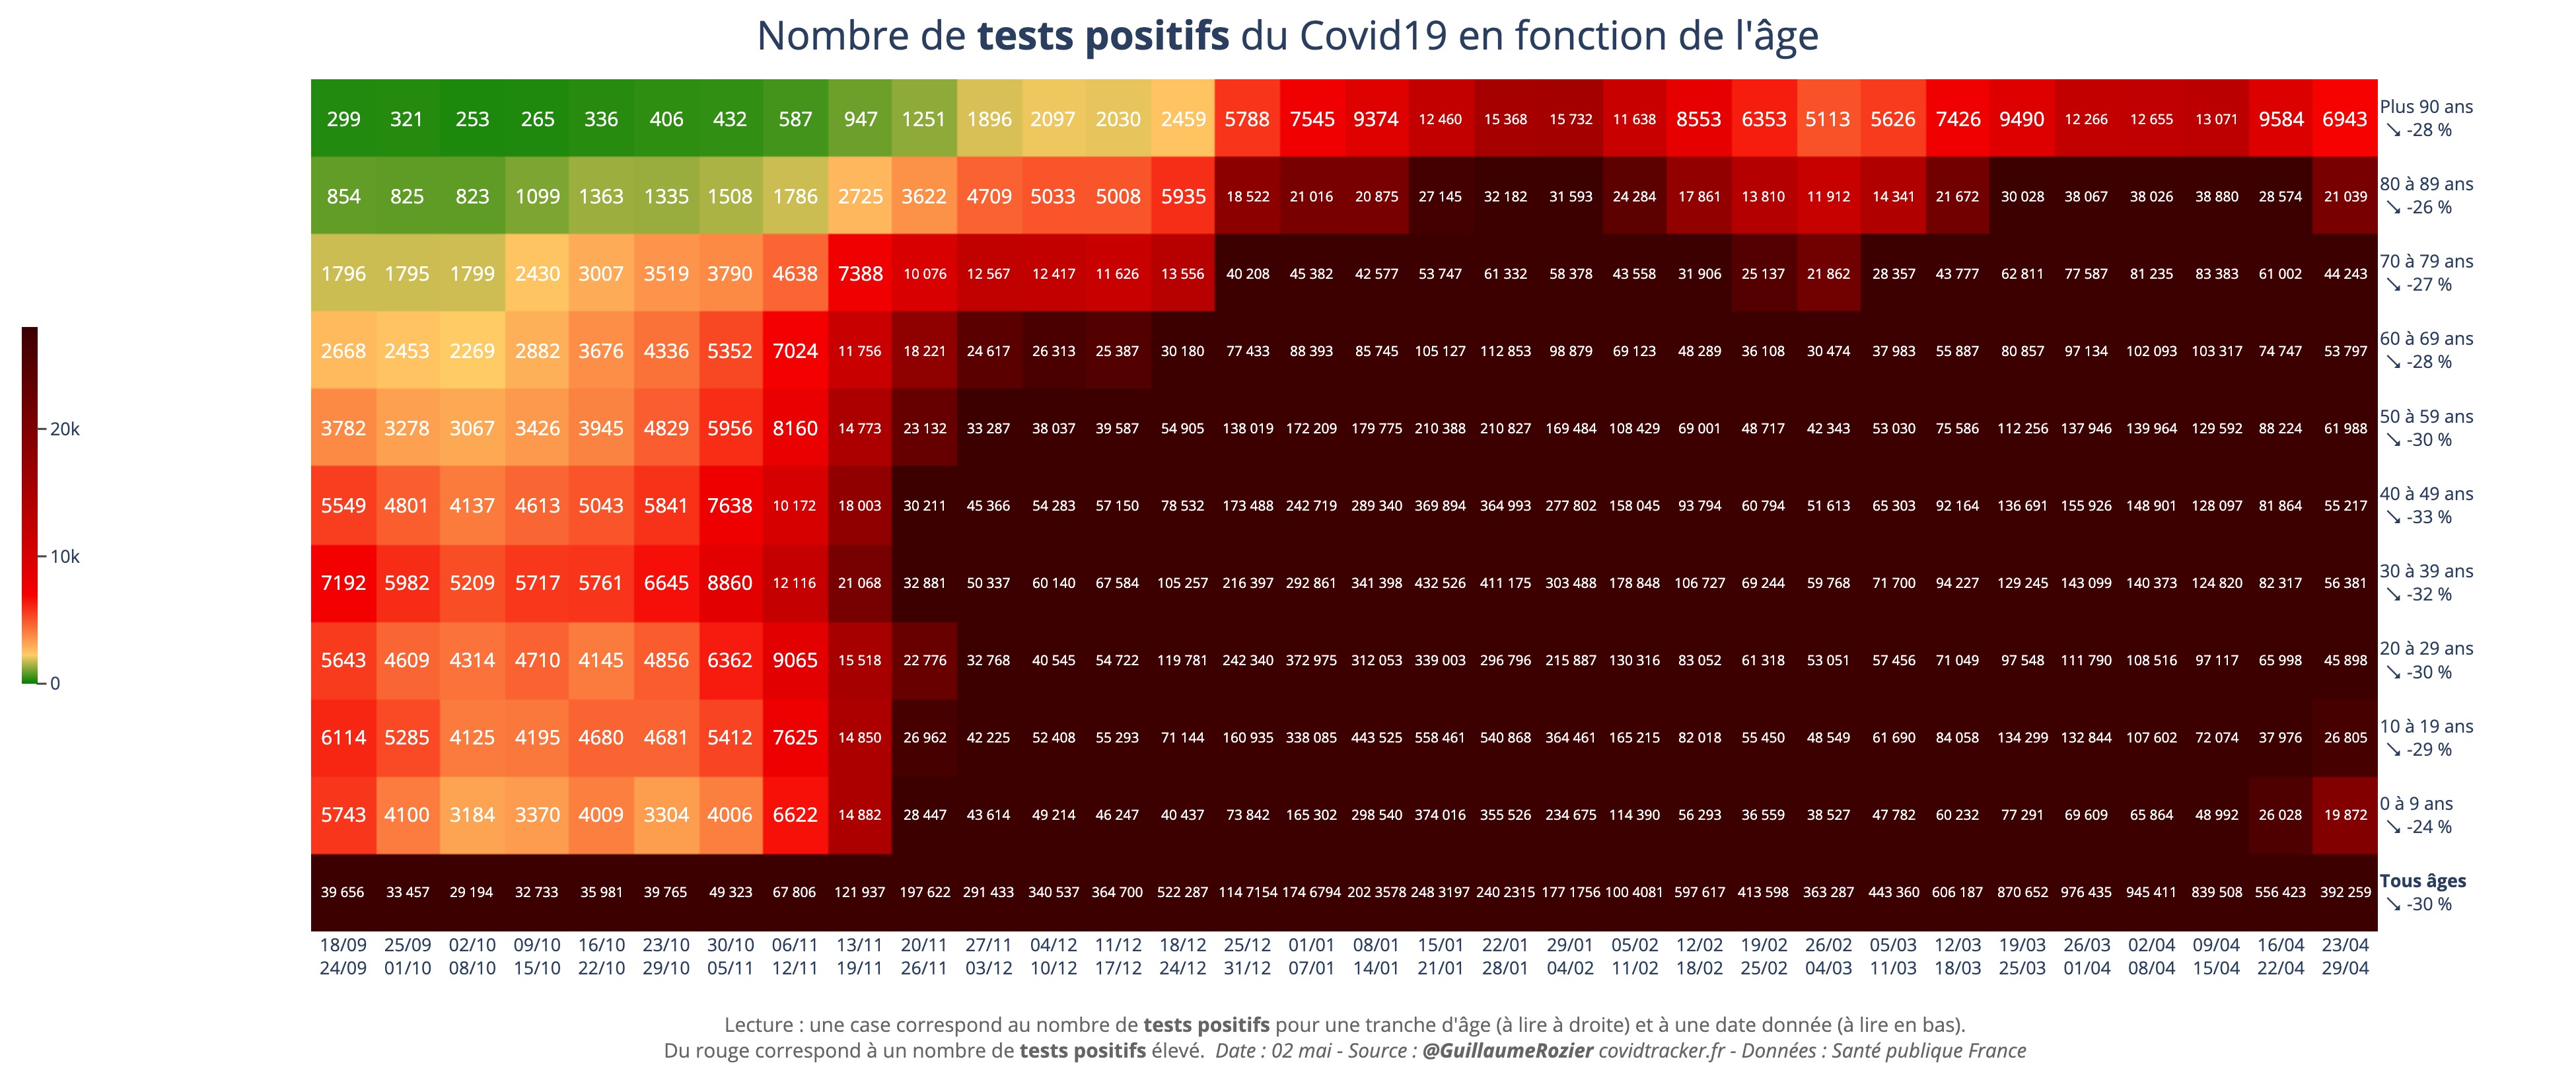 Nombre de tests positifs du Covid19 en fonction de l'âge
299 321 253 265 336 406 432 587 947 1251 1896 2097 2030 2459 5788 7545 9374 12 460 15 368 15 732 11 638 8553 6353 5113 5626 7426 9490 12 266 12 655 13 071 9584 6943 Plus 90 ans
↘ -28 %
854 825 823 1099 1363 1335 1508 1786 2725 3622 4709 5033 5008 5935 18 522 21 016 20 875 27 145 32 182 31 593 24 284 17 861 13 810 11 912 14 341 21 672 30 028 38 067 38 026 38 880 28 574 21 039 80 à 89 ans
↘ -26 %
1796 1795 1799 2430 3007 3519 3790 4638 7388 10 076 12 567 12 417 11 626 13 556 40 208 45 382 42 577 53 747 61 332 58 378 43 558 31 906 25 137 21 862 28 357 43 777 62 811 77 587 81 235 83 383 61 002 44 243 70 à 79 ans
↘ -27 %
2668 2453 2269 2882 3676 4336 5352 7024 11 756 18 221 24 617 26 313 25 387 30 180 77 433 88 393 85 745 105 127 112 853 98 879 69 123 48 289 36 108 30 474 37 983 55 887 80 857 97 134 102 093 103 317 74 747 53 797 60 à 69 ans
↘ -28 %
3782 3278 3067 3426 3945 4829 5956 8160 14 773 23 132 33 287 38 037 39 587 54 905 138 019 172 209 179 775 210 388 210 827 169 484 108 429 69 001 48 717 42 343 53 030 75 586 112 256 137 946 139 964 129 592 88 224 61 988 50 à 59 ans
↘ -30 %
5549 4801 4137 4613 5043 5841 7638 10 172 18 003 30 211 45 366 54 283 57 150 78 532 173 488 242 719 289 340 369 894 364 993 277 802 158 045 93 794 60 794 51 613 65 303 92 164 136 691 155 926 148 901 128 097 81 864 55 217 40 à 49 ans
↘ -33 %
7192 5982 5209 5717 5761 6645 8860 12 116 21 068 32 881 50 337 60 140 67 584 105 257 216 397 292 861 341 398 432 526 411 175 303 488 178 848 106 727 69 244 59 768 71 700 94 227 129 245 143 099 140 373 124 820 82 317 56 381 30 à 39 ans
↘ -32 %
5643 4609 4314 4710 4145 4856 6362 9065 15 518 22 776 32 768 40 545 54 722 119 781 242 340 372 975 312 053 339 003 296 796 215 887 130 316 83 052 61 318 53 051 57 456 71 049 97 548 111 790 108 516 97 117 65 998 45 898 20 à 29 ans
↘ -30 %
6114 5285 4125 4195 4680 4681 5412 7625 14 850 26 962 42 225 52 408 55 293 71 144 160 935 338 085 443 525 558 461 540 868 364 461 165 215 82 018 55 450 48 549 61 690 84 058 134 299 132 844 107 602 72 074 37 976 26 805 10 à 19 ans
↘ -29 %
5743 4100 3184 3370 4009 3304 4006 6622 14 882 28 447 43 614 49 214 46 247 40 437 73 842 165 302 298 540 374 016 355 526 234 675 114 390 56 293 36 559 38 527 47 782 60 232 77 291 69 609 65 864 48 992 26 028 19 872 0 à 9 ans
↘ -24 %
39 656 33 457 29 194 32 733 35 981 39 765 49 323 67 806 121 937 197 622 291 433 340 537 364 700 522 287 114 7154 174 6794 202 3578 248 3197 240 2315 177 1756 100 4081 597 617 413 598 363 287 443 360 606 187 870 652 976 435 945 411 839 508 556 423 392 259 Tous âges
↘ -30 %
20k
10k
0
18/09 25/09 02/10 09/10 16/10 23/10 30/10 06/11 13/11 20/11 27/11 04/12 11/12 18/12 25/12 01/01 08/01 15/01 22/01 29/01 05/02 12/02 19/02 26/02 05/03 12/03 19/03 26/03 02/04 09/04 16/04 23/04
24/09 01/10 08/10 15/10 22/10 29/10 05/11 12/11 19/11 26/11 03/12 10/12 17/12 24/12 31/12 07/01 14/01 21/01 28/01 04/02 11/02 18/02 25/02 04/03 11/03 18/03 25/03 01/04 08/04 15/04 22/04 29/04
Lecture : une case correspond au nombre de tests positifs pour une tranche d'âge (à lire à droite) et à une date donnée (à lire en bas).
Du rouge correspond à un nombre de tests positifs élevé. Date : 02 mai - Source : @GuillaumeRozier covidtracker.fr - Données : Santé publique France